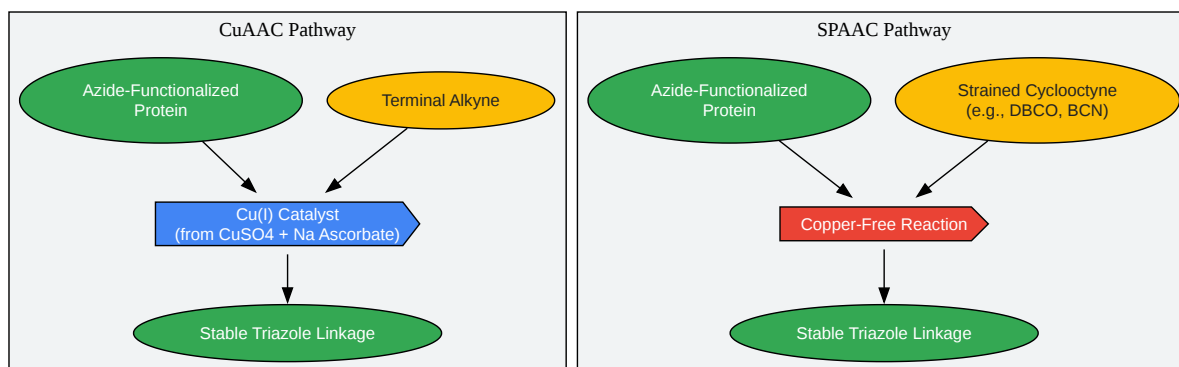 CuAAC Pathway
Azide-Functionalized
Protein
Terminal Alkyne
Cu(I) Catalyst
(from CuSO4 + Na Ascorbate)
Stable Triazole Linkage
SPAAC Pathway
Azide-Functionalized
Protein
Strained Cyclooctyne
(e.g., DBCO, BCN)
Copper-Free Reaction
Stable Triazole Linkage